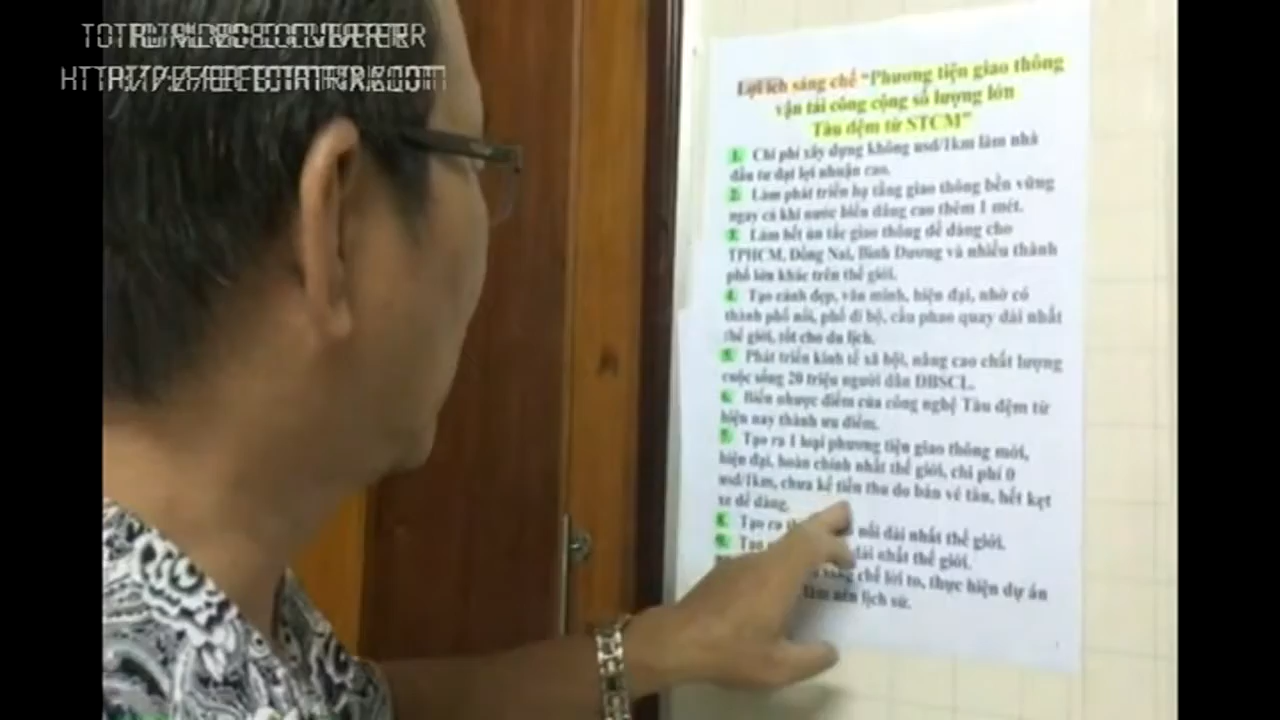 Lợi ích sáng chế "Phương tiện giao thông
vận tải công cộng số lượng lớn
Tàu đệm từ STCM"
1. Chi phí xây dựng không usd/1km làm nhà
đầu tư đạt lợi nhuận cao.
2. Làm phát triển hạ tầng giao thông bền vững
ngay cả khi nước biển dâng cao thêm 1 mét.
3. Làm hết ùn tắc giao thông dễ dàng cho
TPHCM, Đồng Nai, Bình Dương và nhiều thành
phố lớn khác trên thế giới.
4. Tạo cảnh đẹp, văn minh, hiện đại, nhờ có
thành phố nổi, phố đi bộ, cầu phao quay dài nhất
thế giới, tốt cho du lịch.
5. Phát triển kinh tế xã hội, nâng cao chất lượng
cuộc sống 20 triệu người dân ĐBSCL.
6. Biến nhược điểm của công nghệ Tàu đệm từ
hiện nay thành ưu điểm.
7. Tạo ra 1 loại phương tiện giao thông mới,
hiện đại, hoàn chỉnh nhất thế giới, chi phí 0
usd/1km, chưa kể tiền thu do bán vé tàu, hết kẹt
xe dễ dàng.
8. Tạo ra nổi dài nhất thế giới.
9. Tạo dài nhất thế giới.
chế lời to, thực hiện dự án
làm nên lịch sử.